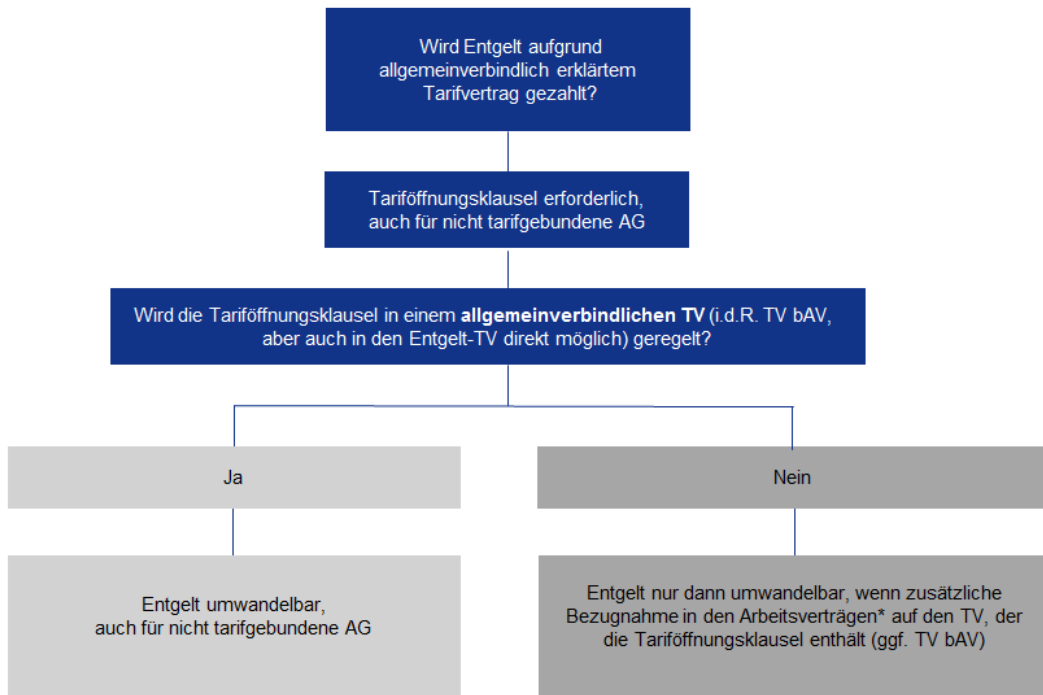 Wird Entgelt aufgrund
allgemeinverbindlich erklärtem
Tarifvertrag gezahlt?
Tariföffnungsklausel erforderlich,
auch für nicht tarifgebundene AG
Wird die Tariföffnungsklausel in einem allgemeinverbindlichen TV (i.d.R. TV bAV,
aber auch in den Entgelt-TV direkt möglich) geregelt?
Ja
Nein
Entgelt umwandelbar,
auch für nicht tarifgebundene AG
Entgelt nur dann umwandelbar, wenn zusätzliche
Bezugnahme in den Arbeitsverträgen* auf den TV, der
die Tariföffnungsklausel enthält (ggf. TV bAV)